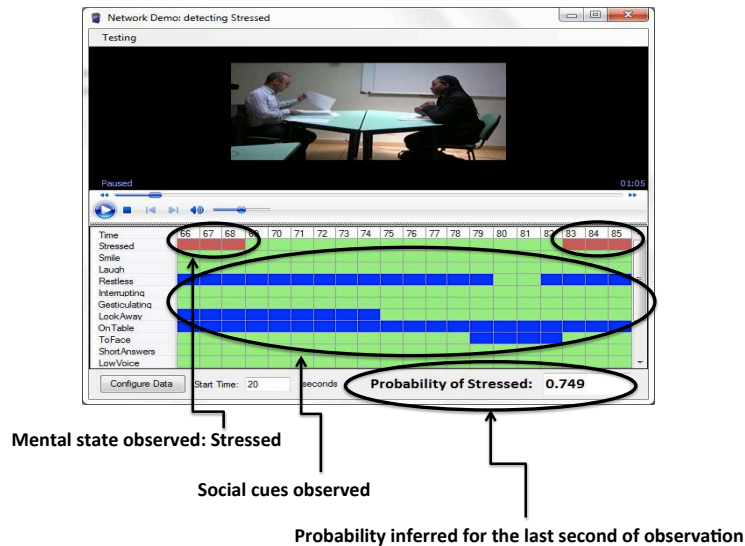 Network Demo: detecting Stressed
Testing
Paused 01:05
Time 66 67 68 69 70 71 72 73 74 75 76 77 78 79 80 81 82 83 84 85
Stressed
Smile
Laugh
Restless
Interrupting
Gesticulating
LookAway
OnTable
ToFace
ShortAnswers
LowVoice
Configure Data Start Time: 20 seconds Probability of Stressed: 0.749
Mental state observed: Stressed
Social cues observed
Probability inferred for the last second of observation